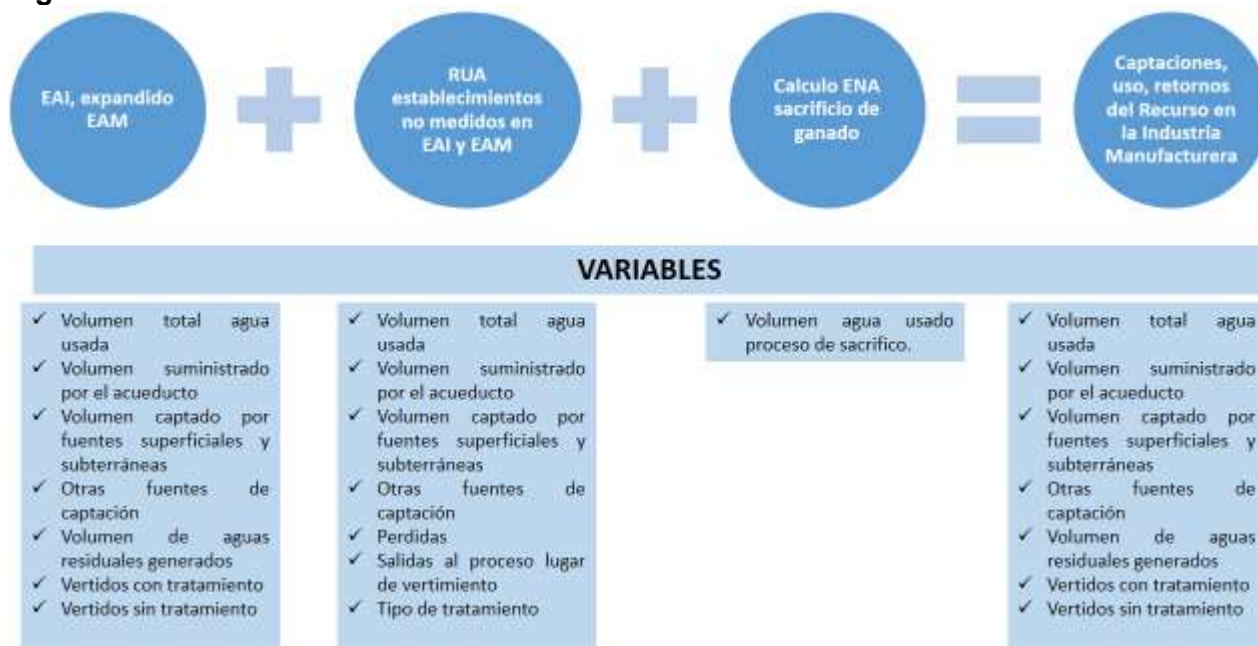 EAI, expandido
EAM
RUA
establecimientos
no medidos en
EAI y EAM
Calculo ENA
sacrificio de
ganado
Captaciones,
uso, retornos
del Recurso en
la Industria
Manufacturera
VARIABLES
✓ Volumen total agua
usada
✓ Volumen suministrado
por el acueducto
✓ Volumen captado por
fuentes superficiales y
subterráneas
✓ Otras fuentes de
captación
✓ Volumen de aguas
residuales generados
✓ Vertidos con tratamiento
✓ Vertidos sin tratamiento
✓ Volumen total agua
usada
✓ Volumen suministrado
por el acueducto
✓ Volumen captado por
fuentes superficiales y
subterráneas
✓ Otras fuentes de
captación
✓ Perdidas
✓ Salidas al proceso lugar
de vertimiento
✓ Tipo de tratamiento
✓ Volumen agua usado
proceso de sacrifico.
✓ Volumen total agua
usada
✓ Volumen suministrado
por el acueducto
✓ Volumen captado por
fuentes superficiales y
subterráneas
✓ Otras fuentes de
captación
✓ Volumen de aguas
residuales generados
✓ Vertidos con tratamiento
✓ Vertidos sin tratamiento